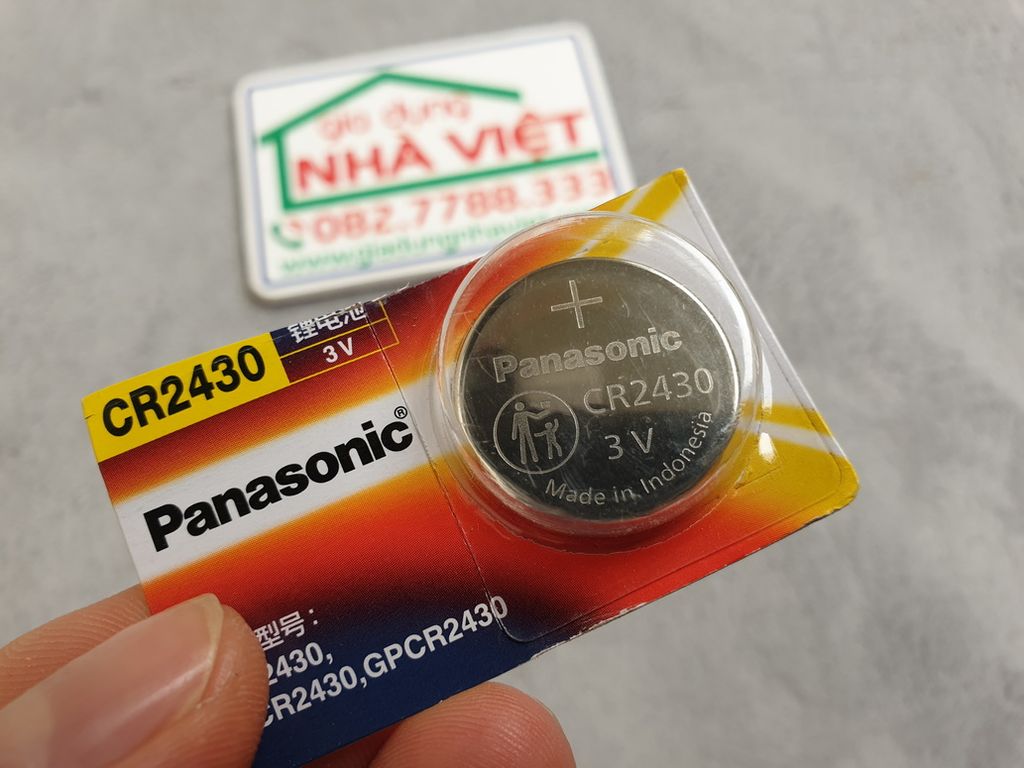 gia dụng
NHÀ VIỆT
082.7788.333
CR2430
锂电池
3V
Panasonic®
型号:
2430,
CR2430,GPCR2430
+
Panasonic
CR2430
3 V
Made in Indonesia